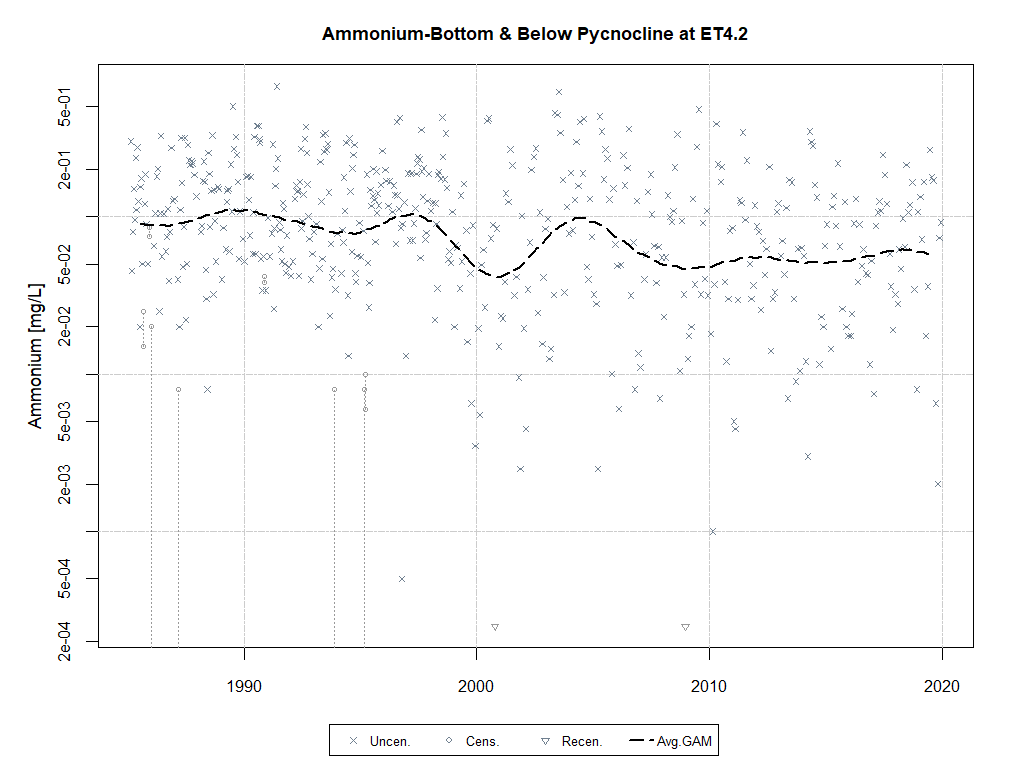 Ammonium-Bottom & Below Pycnocline at ET4.2
Ammonium [mg/L]
5e-01
2e-01
5e-02
2e-02
5e-03
2e-03
5e-04
2e-04
1990 2000 2010 2020
Uncen. Cens. Recen. Avg.GAM